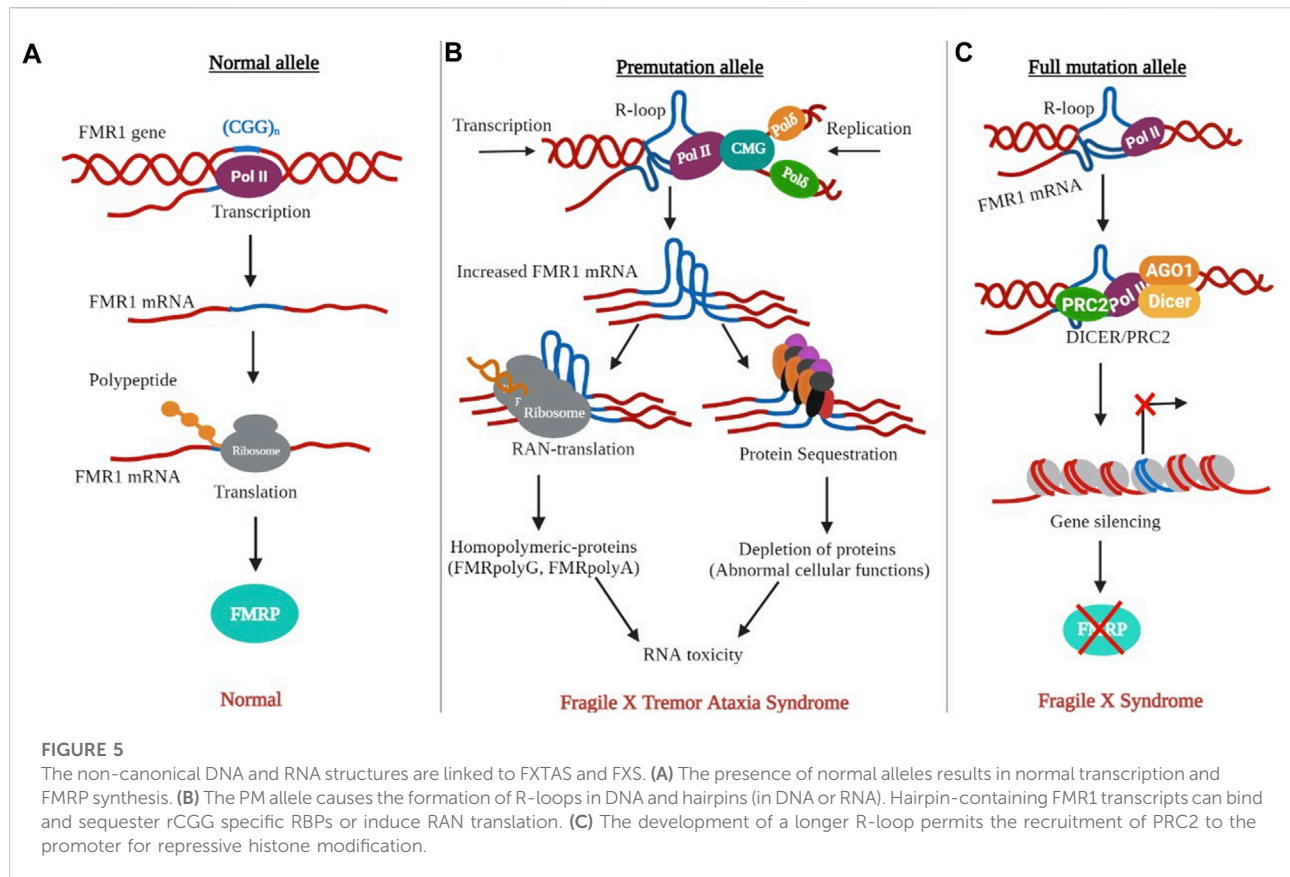 A
Normal allele
FMR1 gene
(CGG)n
Pol II
Transcription
FMR1 mRNA
Polypeptide
Ribosome
FMR1 mRNA
Translation
FMRP
Normal
B
Premutation allele
R-loop
Transcription
Pol II
CMG
Polδ
Polδ
Replication
Increased FMR1 mRNA
F
Ribosome
RAN-translation
Protein Sequestration
Homopolymeric-proteins
(FMRpolyG, FMRpolyA)
Depletion of proteins
(Abnormal cellular functions)
RNA toxicity
Fragile X Tremor Ataxia Syndrome
C
Full mutation allele
R-loop
Pol II
FMR1 mRNA
PRC2
Pol II
AGO1
Dicer
DICER/PRC2
Gene silencing
FMRP
Fragile X Syndrome
FIGURE 5
The non-canonical DNA and RNA structures are linked to FXTAS and FXS. (A) The presence of normal alleles results in normal transcription and
FMRP synthesis. (B) The PM allele causes the formation of R-loops in DNA and hairpins (in DNA or RNA). Hairpin-containing FMR1 transcripts can bind
and sequester rCGG specific RBPs or induce RAN translation. (C) The development of a longer R-loop permits the recruitment of PRC2 to the
promoter for repressive histone modification.